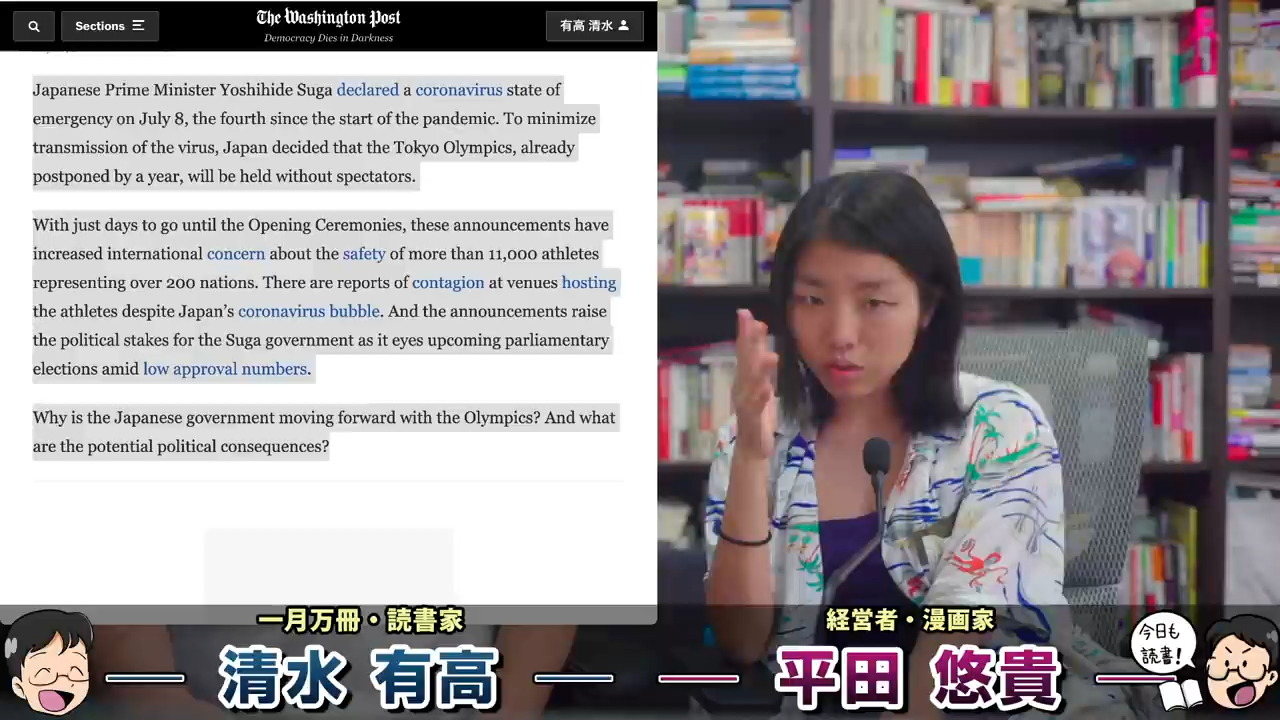 Sections
The Washington Post
Democracy Dies in Darkness
有高 清水
Japanese Prime Minister Yoshihide Suga declared a coronavirus state of
emergency on July 8, the fourth since the start of the pandemic. To minimize
transmission of the virus, Japan decided that the Tokyo Olympics, already
postponed by a year, will be held without spectators.
With just days to go until the Opening Ceremonies, these announcements have
increased international concern about the safety of more than 11,000 athletes
representing over 200 nations. There are reports of contagion at venues hosting
the athletes despite Japan’s coronavirus bubble. And the announcements raise
the political stakes for the Suga government as it eyes upcoming parliamentary
elections amid low approval numbers.
Why is the Japanese government moving forward with the Olympics? And what
are the potential political consequences?
一月万冊・読書家
清水 有高
経営者・漫画家
平田 悠貴
今日も
読書!